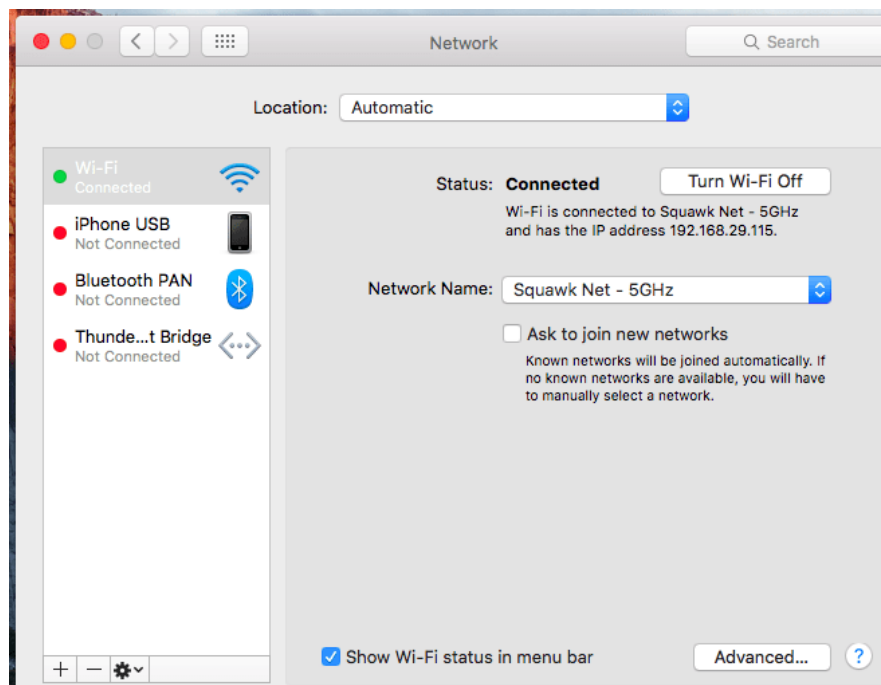 Network
Search
Location: Automatic
Wi-Fi
Connected
iPhone USB
Not Connected
Bluetooth PAN
Not Connected
Thunde...t Bridge
Not Connected
Status: Connected
Turn Wi-Fi Off
Wi-Fi is connected to Squawk Net - 5GHz
and has the IP address 192.168.29.115.
Network Name: Squawk Net - 5GHz
Ask to join new networks
Known networks will be joined automatically. If
no known networks are available, you will have
to manually select a network.
Show Wi-Fi status in menu bar
Advanced...
?